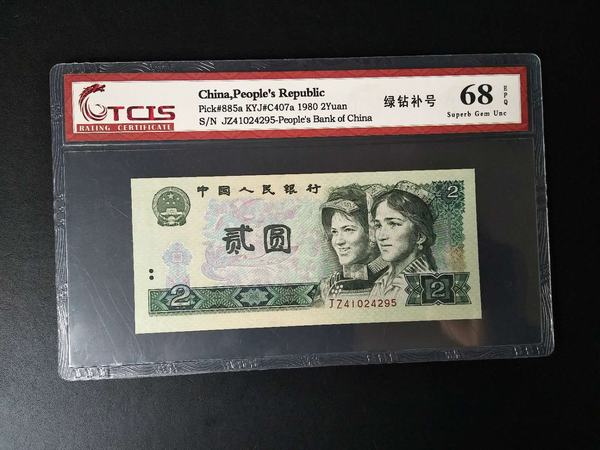 TCIS
RATING CERTIFICATE
China,People's Republic
Pick#885a KYJ#C407a 1980 2Yuan
S/N JZ41024295-People's Bank of China
绿钻补号
68
EPQ
Superb Gem Unc
中国人民银行
2
贰圆
2
JZ41024295
2